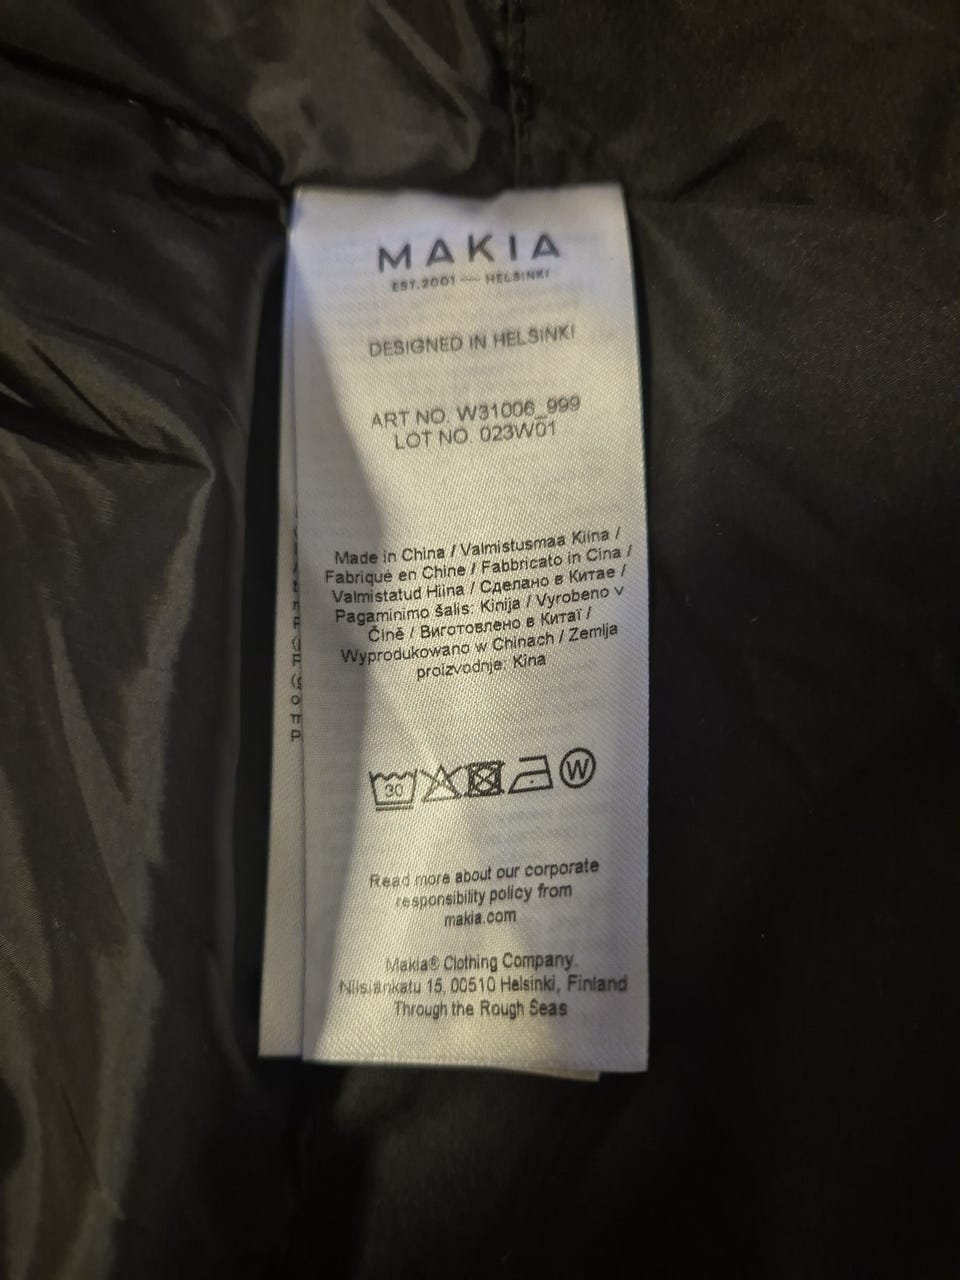 MAKIA
EST.2001 — HELSINKI
DESIGNED IN HELSINKI
ART NO. W31006_999
LOT NO. 023W01
Made in China / Valmistusmaa Kiina /
Fabriqué en Chine / Fabbricato in Cina /
Valmistatud Hiina / Сделано в Китае /
Pagaminimo šalis: Kinija / Vyrobeno v
Číně / Виготовлено в Китаї /
Wyprodukowano w Chinach / Zemlja
proizvodnje: Kina
30
W
Read more about our corporate
responsibility policy from
makia.com
Makia® Clothing Company.
Nilsiänkatu 15, 00510 Helsinki, Finland
Through the Rough Seas